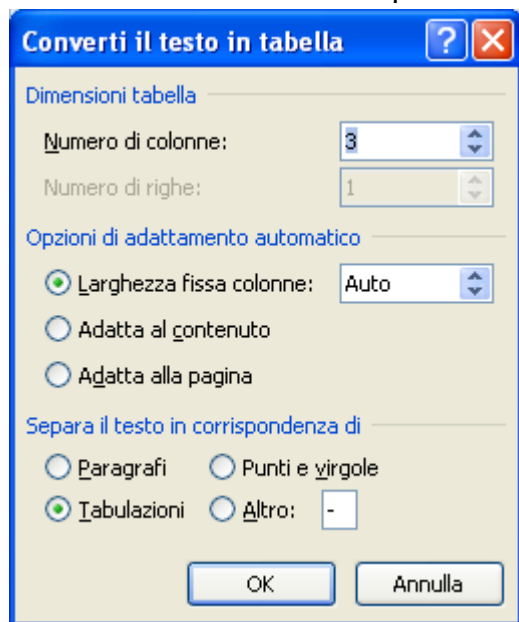 Converti il testo in tabella
Dimensioni tabella
Numero di colonne: 3
Numero di righe: 1
Opzioni di adattamento automatico
Larghezza fissa colonne: Auto
Adatta al contenuto
Adatta alla pagina
Separa il testo in corrispondenza di
Paragrafi Punti e virgole
Tabulazioni Altro: -
OK Annulla